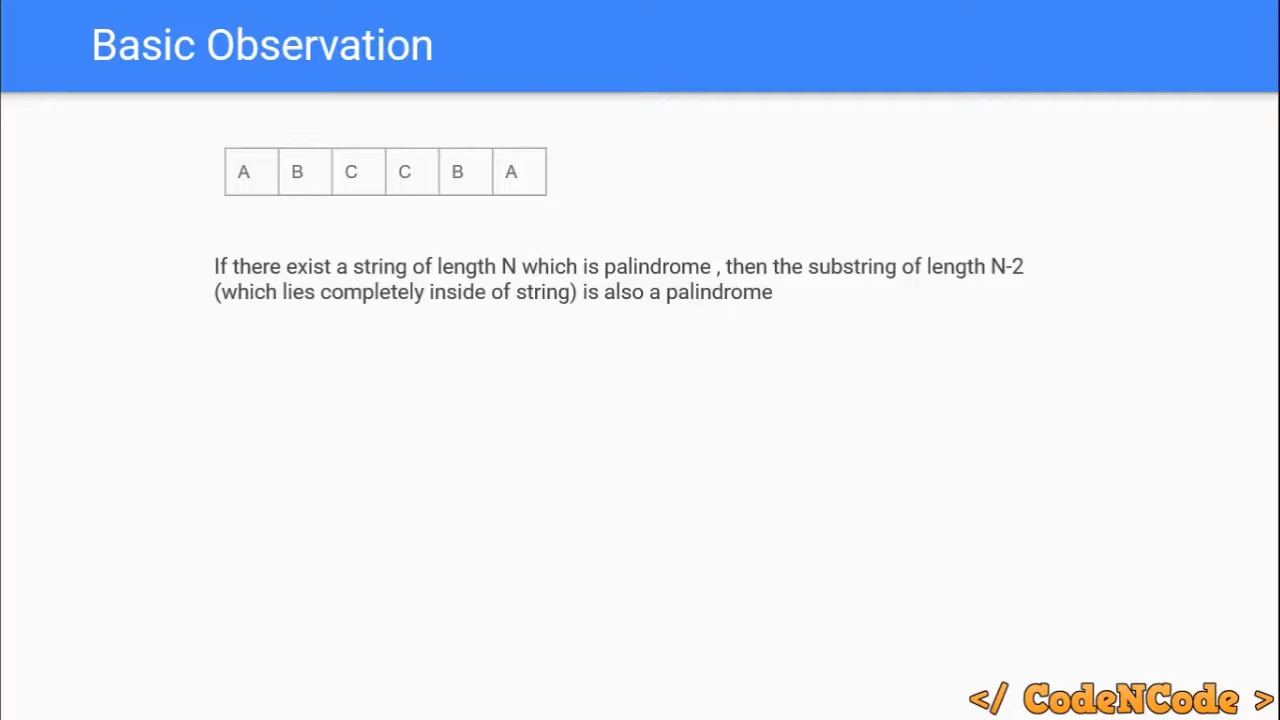 Basic Observation
A B C C B A
If there exist a string of length N which is palindrome , then the substring of length N-2
(which lies completely inside of string) is also a palindrome
</ CodeNCode >